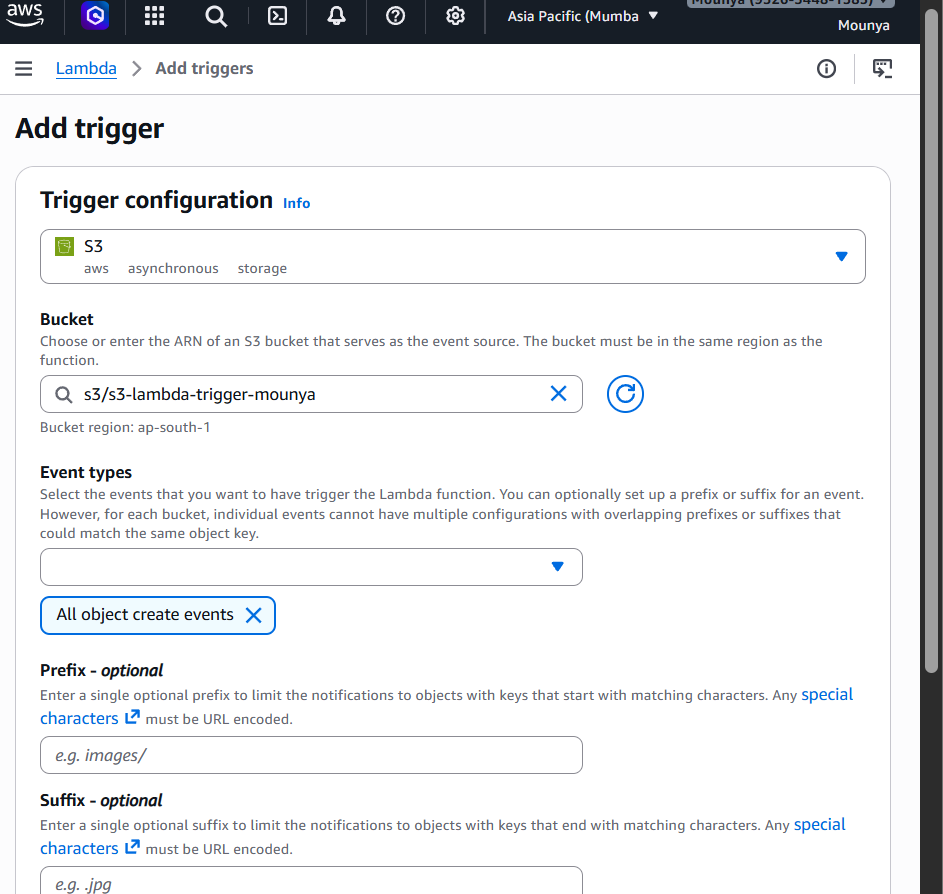 aws
Asia Pacific (Mumba
Mounya
Lambda > Add triggers
Add trigger
Trigger configuration Info
S3
aws asynchronous storage
Bucket
Choose or enter the ARN of an S3 bucket that serves as the event source. The bucket must be in the same region as the
function.
s3/s3-lambda-trigger-mounya
Bucket region: ap-south-1
Event types
Select the events that you want to have trigger the Lambda function. You can optionally set up a prefix or suffix for an event.
However, for each bucket, individual events cannot have multiple configurations with overlapping prefixes or suffixes that
could match the same object key.
All object create events
Prefix - optional
Enter a single optional prefix to limit the notifications to objects with keys that start with matching characters. Any special
characters must be URL encoded.
e.g. images/
Suffix - optional
Enter a single optional suffix to limit the notifications to objects with keys that end with matching characters. Any special
characters must be URL encoded.
e.g. .jpg